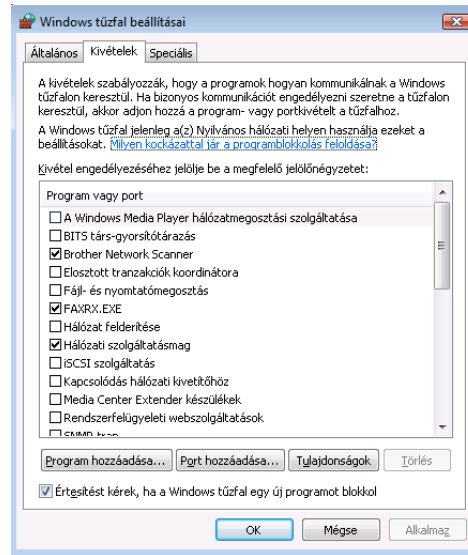 Windows tűzfal beállításai
Általános Kivételek Speciális
A kivételek szabályozzák, hogy a programok hogyan kommunikálnak a Windows
tűzfalon keresztül. Ha bizonyos kommunikációt engedélyezni szeretne a tűzfalon
keresztül, akkor adjon hozzá a program- vagy portkivételt a tűzfalhoz.
A Windows tűzfal jelenleg a(z) Nyilvános hálózati helyen használja ezeket a
beállításokat. Milyen kockázattal jár a programblokkolás feloldása?
Kivétel engedélyezéséhez jelölje be a megfelelő jelölőnégyzetet:
Program vagy port
A Windows Media Player hálózatmegosztási szolgáltatása
BITS társ-gyorsítótárazás
Brother Network Scanner
Elosztott tranzakciók koordinátora
Fájl- és nyomtatómegosztás
FAXRX.EXE
Hálózat felderítése
Hálózati szolgáltatásmag
iSCSI szolgáltatás
Kapcsolódás hálózati kivetítőhöz
Media Center Extender készülékek
Rendszerfelügyeleti webszolgáltatások
SNMP trap
Program hozzáadása... Port hozzáadása... Tulajdonságok Törlés
Értesítést kérek, ha a Windows tűzfal egy új programot blokkol
OK Mégse Alkalmaz